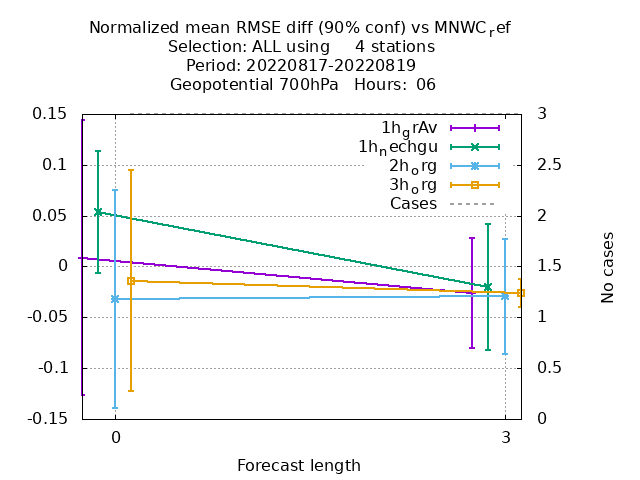 Normalized mean RMSE diff (90% conf) vs MNWC_ref
Selection: ALL using 4 stations
Period: 20220817-20220819
Geopotential 700hPa Hours: 06
0.15
0.1
0.05
0
-0.05
-0.1
-0.15
3
2.5
2
1.5
1
0.5
0
1h_grAv
1h_nechgu
2h_org
3h_org
Cases
No cases
0
3
Forecast length